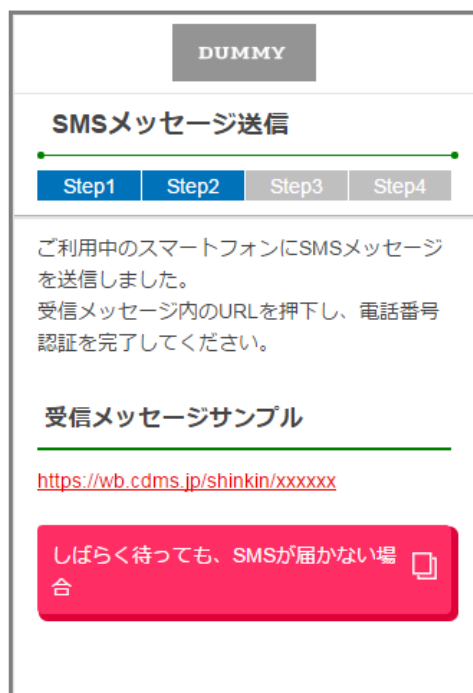 DUMMY
SMSメッセージ送信
Step1 Step2 Step3 Step4
ご利用中のスマートフォンにSMSメッセージ
を送信しました。
受信メッセージ内のURLを押下し、電話番号
認証を完了してください。
受信メッセージサンプル
https://wb.cdms.jp/shinkin/xxxxxx
しばらく待っても、SMSが届かない場
合